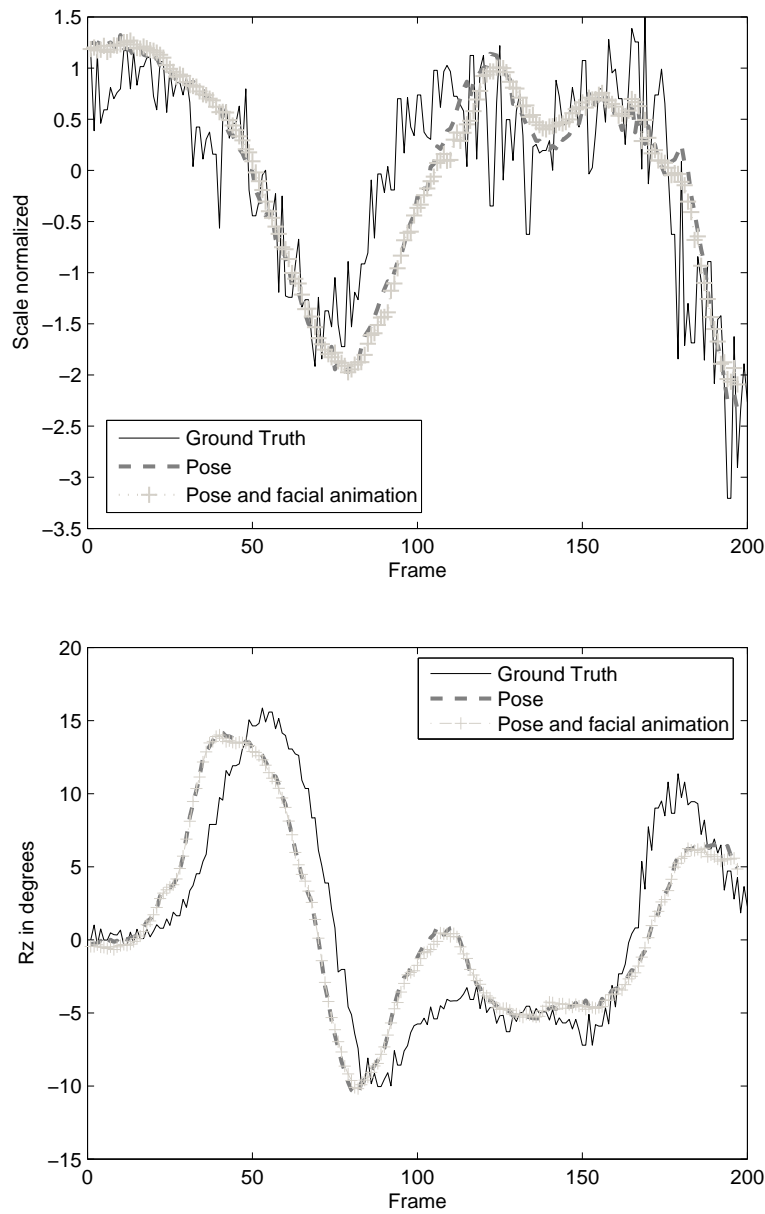 1.5
1
0.5
0
−0.5
−1
−1.5
−2
−2.5
−3
−3.5
Scale normalized
Ground Truth
Pose
Pose and facial animation
0 50 100 150 200
Frame
20
15
10
5
0
−5
−10
−15
Rz in degrees
Ground Truth
Pose
Pose and facial animation
0 50 100 150 200
Frame